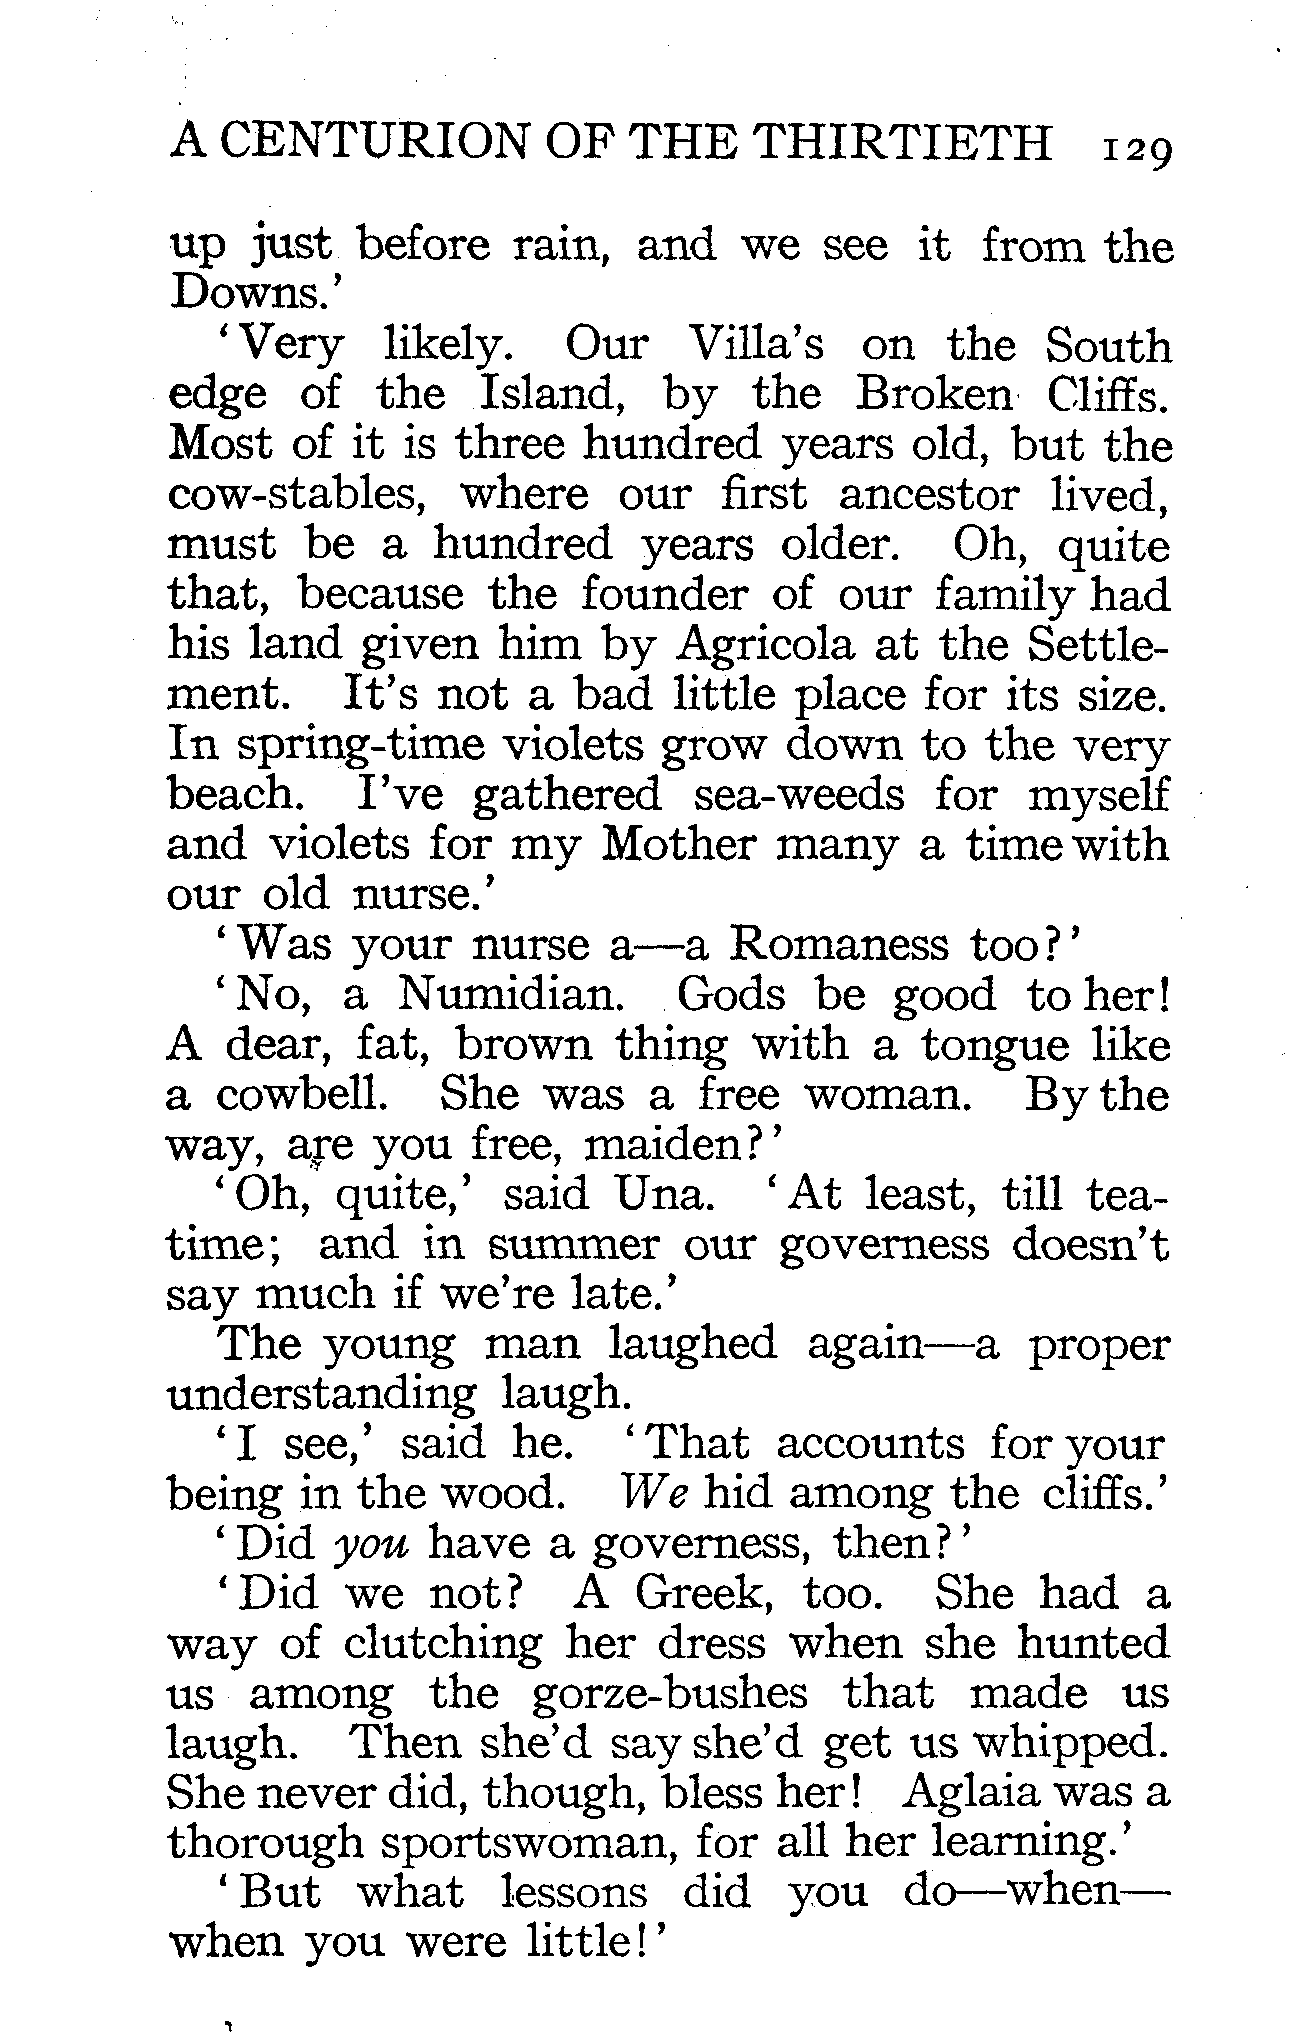 A CENTURION OF THE THIRTIETH 129
up just before rain, and we see it from the
Downs.’
‘Very likely. Our Villa’s on the South
edge of the Island, by the Broken Cliffs.
Most of it is three hundred years old, but the
cow-stables, where our first ancestor lived,
must be a hundred years older. Oh, quite
that, because the founder of our family had
his land given him by Agricola at the Settle-
ment. It’s not a bad little place for its size.
In spring-time violets grow down to the very
beach. I’ve gathered sea-weeds for myself
and violets for my Mother many a time with
our old nurse.’
‘Was your nurse a—a Romaness too?’
‘No, a Numidian. Gods be good to her!
A dear, fat, brown thing with a tongue like
a cowbell. She was a free woman. By the
way, are you free, maiden?’
‘Oh, quite,’ said Una. ‘At least, till tea-
time; and in summer our governess doesn’t
say much if we’re late.’
The young man laughed again—a proper
understanding laugh.
‘I see,’ said he. ‘That accounts for your
being in the wood. We hid among the cliffs.’
‘Did you have a governess, then?’
‘Did we not? A Greek, too. She had a
way of clutching her dress when she hunted
us among the gorze-bushes that made us
laugh. Then she’d say she’d get us whipped.
She never did, though, bless her! Aglaia was a
thorough sportswoman, for all her learning.’
‘But what lessons did you do—when—
when you were little!’